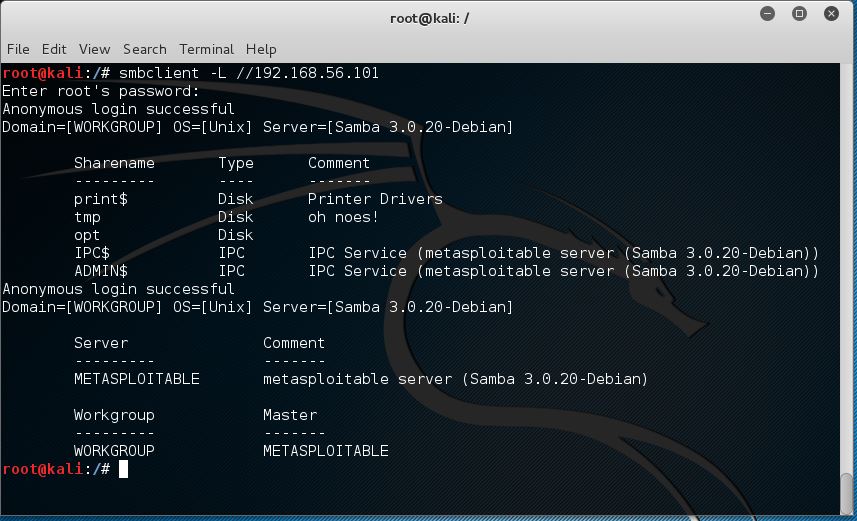 root@kali: /
File Edit View Search Terminal Help
root@kali:/# smbclient -L //192.168.56.101
Enter root's password:
Anonymous login successful
Domain=[WORKGROUP] OS=[Unix] Server=[Samba 3.0.20-Debian]
Sharename Type Comment
--------- ---- -------
print$ Disk Printer Drivers
tmp Disk oh noes!
opt Disk
IPC$ IPC IPC Service (metasploitable server (Samba 3.0.20-Debian))
ADMIN$ IPC IPC Service (metasploitable server (Samba 3.0.20-Debian))
Anonymous login successful
Domain=[WORKGROUP] OS=[Unix] Server=[Samba 3.0.20-Debian]
Server Comment
--------- -------
METASPLOITABLE metasploitable server (Samba 3.0.20-Debian)
Workgroup Master
--------- -------
WORKGROUP METASPLOITABLE
root@kali:/#